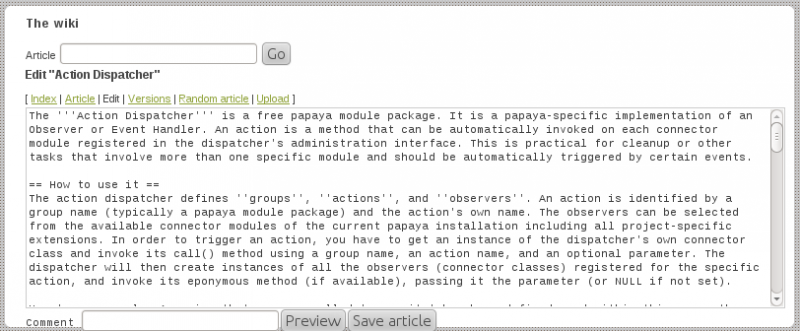 The wiki
Article Go
Edit "Action Dispatcher"
[ Index | Article | Edit | Versions | Random article | Upload ]
The '''Action Dispatcher''' is a free papaya module package. It is a papaya-specific implementation of an
Observer or Event Handler. An action is a method that can be automatically invoked on each connector
module registered in the dispatcher's administration interface. This is practical for cleanup or other
tasks that involve more than one specific module and should be automatically triggered by certain events.
== How to use it ==
The action dispatcher defines ''groups'', ''actions'', and ''observers''. An action is identified by a
group name (typically a papaya module package) and the action's own name. The observers can be selected
from the available connector modules of the current papaya installation including all project-specific
extensions. In order to trigger an action, you have to get an instance of the dispatcher's own connector
class and invoke its call() method using a group name, an action name, and an optional parameter. The
dispatcher will then create instances of all the observers (connector classes) registered for the specific
action, and invoke its eponymous method (if available), passing it the parameter (or NULL if not set).
Comment Preview Save article